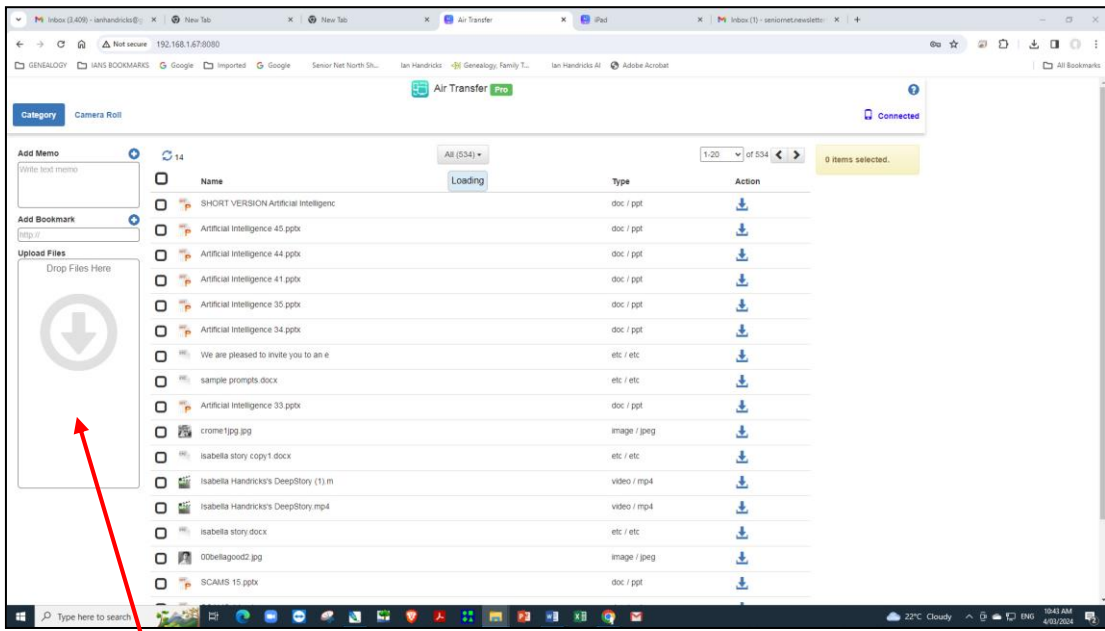 Inbox (3,409) - ianhandricks@g
New Tab
New Tab
Air Transfer
iPad
Inbox (1) - seniornet.newsletter
Not secure 192.168.1.67:8080
GENEALOGY
IANS BOOKMARKS
Google
Imported
Google
Senior Net North Sh...
Ian Handricks
Genealogy, Family T...
Ian Handricks AI
Adobe Acrobat
All Bookmarks
Air Transfer Pro
Category
Camera Roll
Connected
Add Memo
Write text memo
Add Bookmark
http://
Upload Files
Drop Files Here
14
All (534)
1-20 of 534
0 items selected.
Loading
Name Type Action
SHORT VERSION Artificial Intelligenc doc / ppt
Artificial Intelligence 45.pptx doc / ppt
Artificial Intelligence 44.pptx doc / ppt
Artificial Intelligence 41.pptx doc / ppt
Artificial Intelligence 35.pptx doc / ppt
Artificial Intelligence 34.pptx doc / ppt
We are pleased to invite you to an e etc / etc
sample prompts.docx etc / etc
Artificial Intelligence 33.pptx doc / ppt
crome1jpg.jpg image / jpeg
isabella story copy1.docx etc / etc
Isabella Handricks's DeepStory (1).m video / mp4
Isabella Handricks's DeepStory.mp4 video / mp4
isabella story.docx etc / etc
00bellagood2.jpg image / jpeg
SCAMS 15.pptx doc / ppt
Type here to search
22°C Cloudy
ENG
10:43 AM
4/03/2024